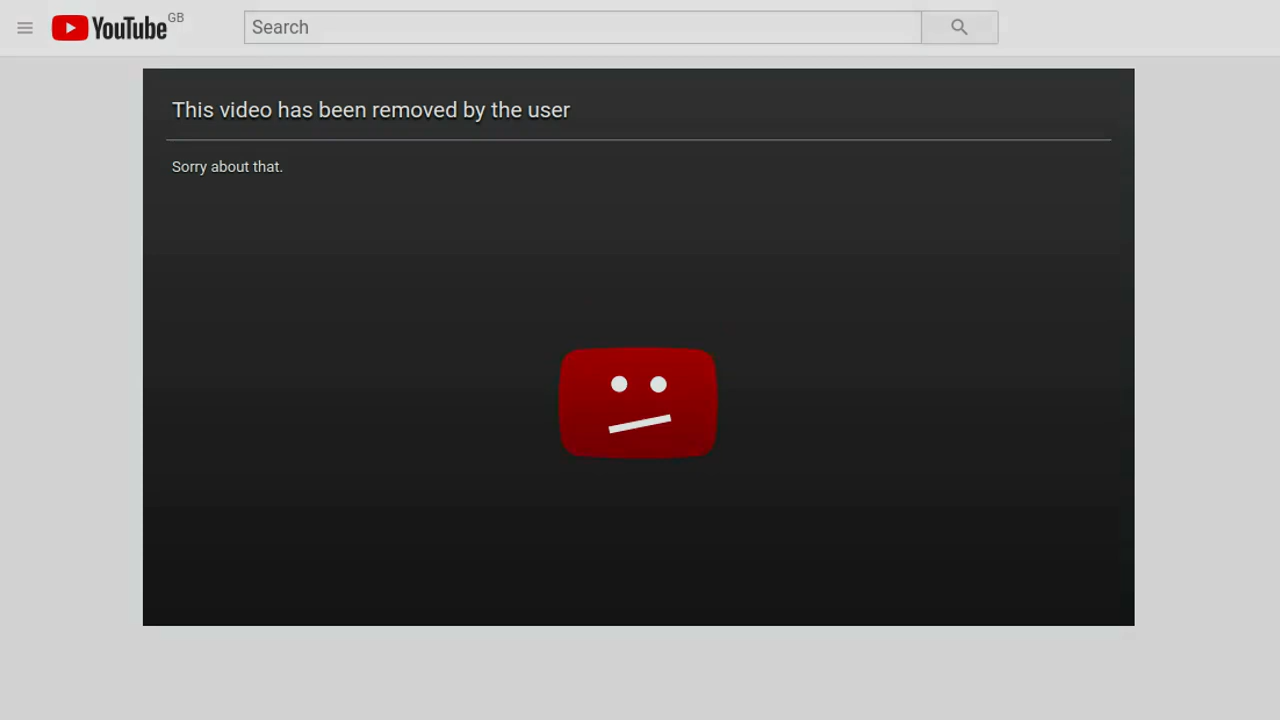 YouTube GB
Search
This video has been removed by the user
Sorry about that.